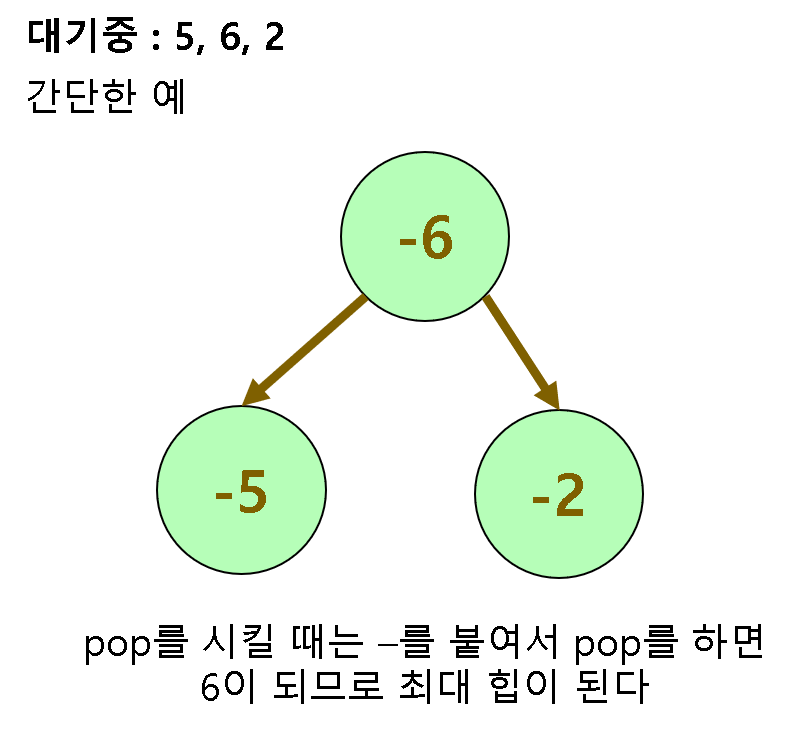 대기중 : 5, 6, 2
간단한 예
-6
-5
-2
pop를 시킬 때는 –를 붙여서 pop를 하면
6이 되므로 최대 힙이 된다